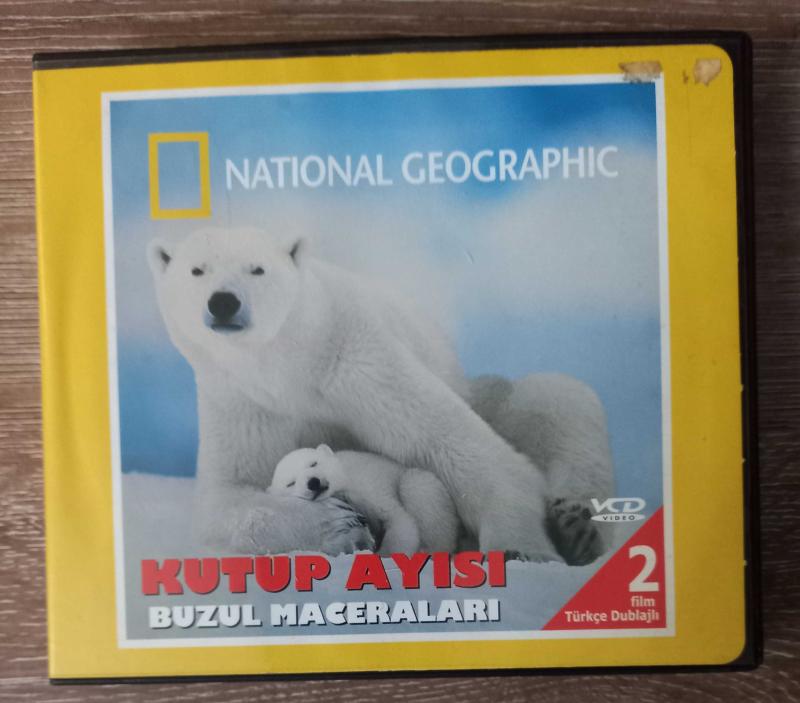 NATIONAL GEOGRAPHIC
VCD
VIDEO
KUTUP AYISI
BUZUL MACERALARI
2
film
Türkçe Dublajlı